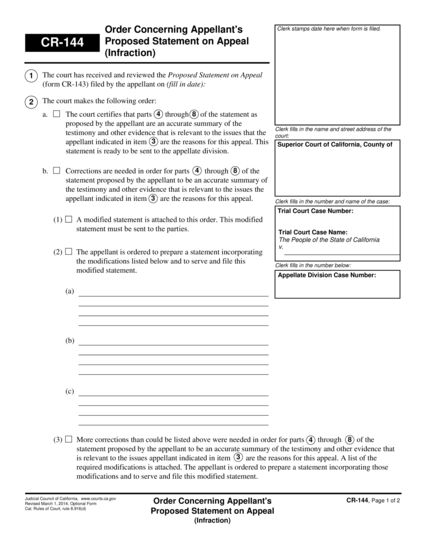 CR-144
Order Concerning Appellant's
Proposed Statement on Appeal
(Infraction)
Clerk stamps date here when form is filed.
1 The court has received and reviewed the Proposed Statement on Appeal
(form CR-143) filed by the appellant on (fill in date):
2 The court makes the following order:
a. The court certifies that parts 4 through 8 of the statement as
proposed by the appellant are an accurate summary of the
testimony and other evidence that is relevant to the issues that the
appellant indicated in item 3 are the reasons for this appeal. This
statement is ready to be sent to the appellate division.
b. Corrections are needed in order for parts 4 through 8 of the
statement proposed by the appellant to be an accurate summary of
the testimony and other evidence that is relevant to the issues the
appellant indicated in item 3 are the reasons for this appeal.
(1) A modified statement is attached to this order. This modified
statement must be sent to the parties.
(2) The appellant is ordered to prepare a statement incorporating
the modifications listed below and to serve and file this
modified statement.
Clerk fills in the name and street address of the
court:
Superior Court of California, County of
Clerk fills in the number and name of the case:
Trial Court Case Number:
Trial Court Case Name:
The People of the State of California
v.
Clerk fills in the number below:
Appellate Division Case Number:
(a)
(b)
(c)
(3) More corrections than could be listed above were needed in order for parts 4 through 8 of the
statement proposed by the appellant to be an accurate summary of the testimony and other evidence that
is relevant to the issues appellant indicated in item 3 are the reasons for this appeal. A list of the
required modifications is attached. The appellant is ordered to prepare a statement incorporating those
modifications and to serve and file this modified statement.
Judicial Council of California, www.courts.ca.gov
Revised March 1, 2014, Optional Form
Cal. Rules of Court, rule 8.916(d)
Order Concerning Appellant's
Proposed Statement on Appeal
(Infraction)
CR-144, Page 1 of 2